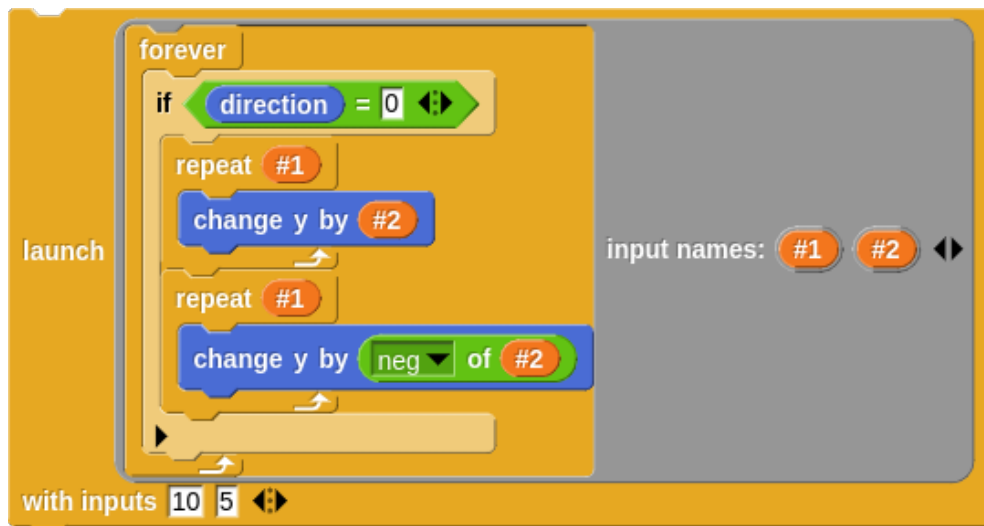 forever
if direction = 0
repeat #1
change y by #2
launch
input names: #1 #2
repeat #1
change y by neg of #2
with inputs 10 5